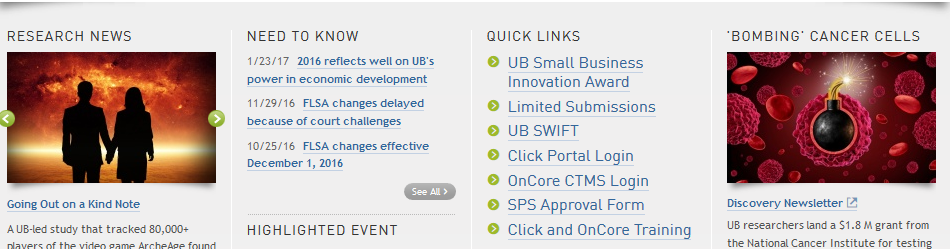 RESEARCH NEWS
Going Out on a Kind Note
A UB-led study that tracked 80,000+
players of the video game ArcheAge found
NEED TO KNOW
1/23/17 2016 reflects well on UB's
power in economic development
11/29/16 FLSA changes delayed
because of court challenges
10/25/16 FLSA changes effective
December 1, 2016
See All
HIGHLIGHTED EVENT
QUICK LINKS
UB Small Business
Innovation Award
Limited Submissions
UB SWIFT
Click Portal Login
OnCore CTMS Login
SPS Approval Form
Click and OnCore Training
'BOMBING' CANCER CELLS
Discovery Newsletter
UB researchers land a $1.8 M grant from
the National Cancer Institute for testing